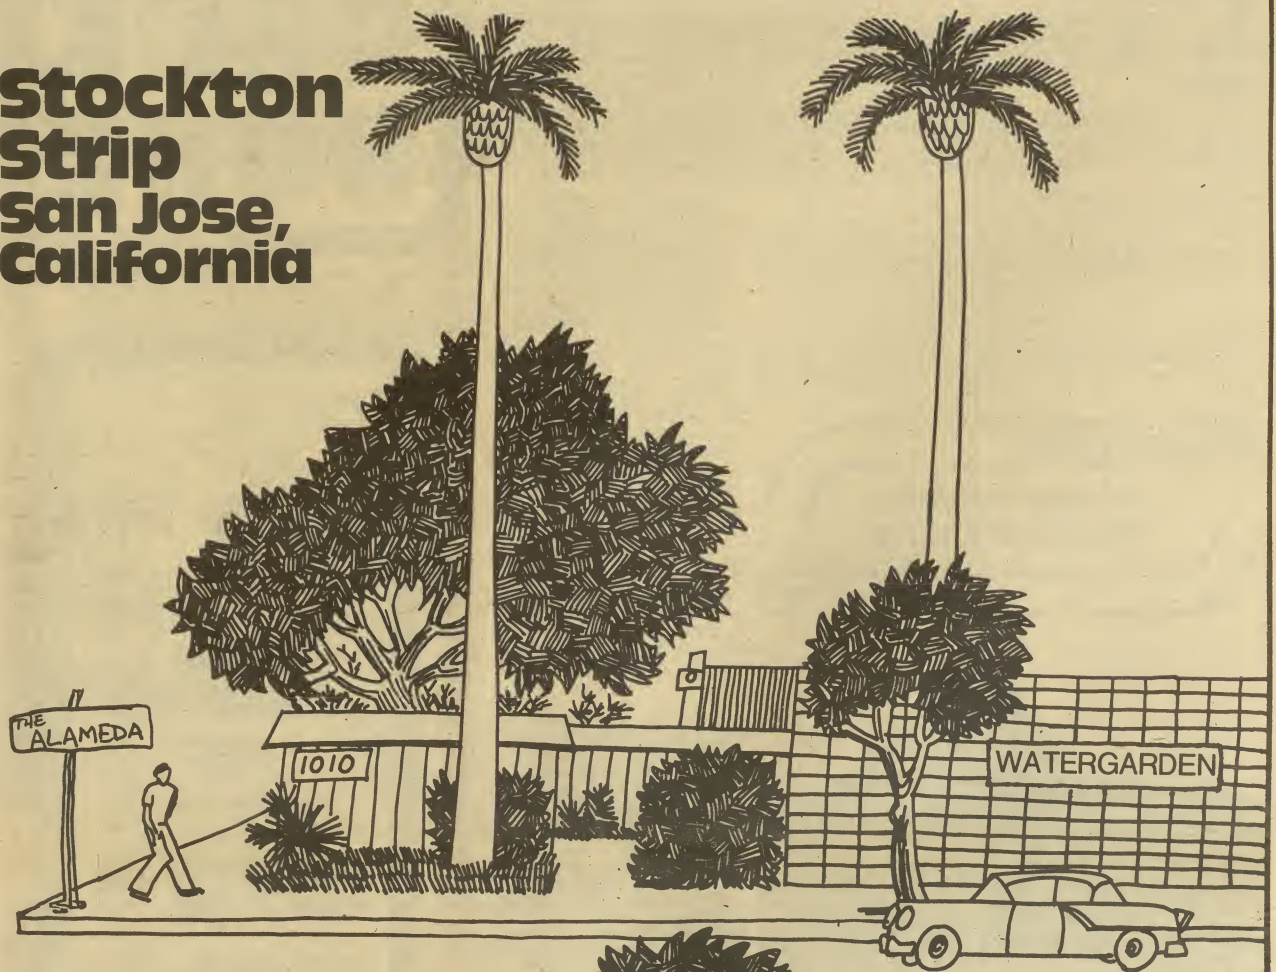 Stockton
Strip
San Jose,
California
THE
ALAMEDA
1010
WATERGARDEN